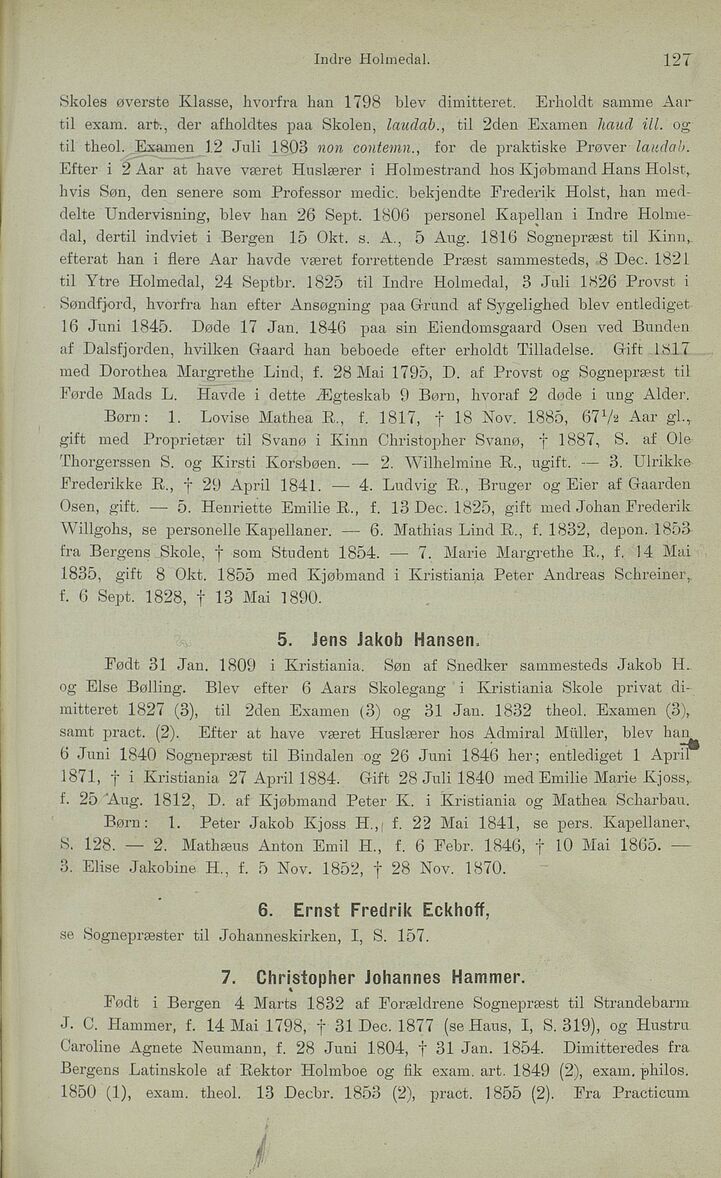 Indre Holmedal. 127
Skoles øverste Klasse, hvorfra han 1798 blev dimitteret. Erholdt samme Aar
til exam. art., der afholdtes paa Skolen, laudab., til 2den Examen haud ill. og
til theol. Examen 12 Juli 1803 non contemn., for de praktiske Prøver laudab.
Efter i 2 Aar at have været Huslærer i Holmestrand hos Kjøbmand Hans Holst,
hvis Søn, den senere som Professor medic. bekjendte Frederik Holst, han med-
delte Undervisning, blev han 26 Sept. 1806 personel Kapellan i Indre Holme-
dal, dertil indviet i Bergen 15 Okt. s. A., 5 Aug. 1816 Sognepræst til Kinn,
efterat han i flere Aar havde været forrettende Præst sammesteds, 8 Dec. 1821
til Ytre Holmedal, 24 Septbr. 1825 til Indre Holmedal, 3 Juli 1826 Provst i
Søndfjord, hvorfra han efter Ansøgning paa Grund af Sygelighed blev entlediget
16 Juni 1845. Døde 17 Jan. 1846 paa sin Eiendomsgaard Osen ved Bunden
af Dalsfjorden, hvilken Gaard han beboede efter erholdt Tilladelse. Gift 1817
med Dorothea Margrethe Lind, f. 28 Mai 1795, D. af Provst og Sognepræst til
Førde Mads L. Havde i dette Ægteskab 9 Børn, hvoraf 2 døde i ung Alder.
Børn: 1. Lovise Mathea R., f. 1817, † 18 Nov. 1885, 67½ Aar gl.,
gift med Proprietær til Svanø i Kinn Christopher Svanø, † 1887, S. af Ole
Thorgerssen S. og Kirsti Korsbøen. — 2. Wilhelmine R., ugift. — 3. Ulrikke
Frederikke R., † 29 April 1841. — 4. Ludvig R., Bruger og Eier af Gaarden
Osen, gift. — 5. Henriette Emilie R., f. 13 Dec. 1825, gift med Johan Frederik
Willgohs, se personelle Kapellaner. — 6. Mathias Lind R., f. 1832, depon. 1853
fra Bergens Skole, † som Student 1854. — 7. Marie Margrethe R., f. 14 Mai
1835, gift 8 Okt. 1855 med Kjøbmand i Kristiania Peter Andreas Schreiner,
f. 6 Sept. 1828, † 13 Mai 1890.
5. Jens Jakob Hansen.
Født 31 Jan. 1809 i Kristiania. Søn af Snedker sammesteds Jakob H.
og Else Bølling. Blev efter 6 Aars Skolegang i Kristiania Skole privat di-
mitteret 1827 (3), til 2den Examen (3) og 31 Jan. 1832 theol. Examen (3),
samt pract. (2). Efter at have været Huslærer hos Admiral Müller, blev han
6 Juni 1840 Sognepræst til Bindalen og 26 Juni 1846 her; entlediget 1 April
1871, † i Kristiania 27 April 1884. Gift 28 Juli 1840 med Emilie Marie Kjoss,
f. 25 Aug. 1812, D. af Kjøbmand Peter K. i Kristiania og Mathea Scharbau.
Børn: 1. Peter Jakob Kjoss H., f. 22 Mai 1841, se pers. Kapellaner,
S. 128. — 2. Mathæus Anton Emil H., f. 6 Febr. 1846, † 10 Mai 1865. —
3. Elise Jakobine H., f. 5 Nov. 1852, † 28 Nov. 1870.
6. Ernst Fredrik Eckhoff,
se Sognepræster til Johanneskirken, I, S. 157.
7. Christopher Johannes Hammer.
Født i Bergen 4 Marts 1832 af Forældrene Sognepræst til Strandebarm
J. C. Hammer, f. 14 Mai 1798, † 31 Dec. 1877 (se Haus, I, S. 319), og Hustru
Caroline Agnete Neumann, f. 28 Juni 1804, † 31 Jan. 1854. Dimitteredes fra
Bergens Latinskole af Rektor Holmboe og fik exam. art. 1849 (2), exam. philos.
1850 (1), exam. theol. 13 Decbr. 1853 (2), pract. 1855 (2). Fra Practicum